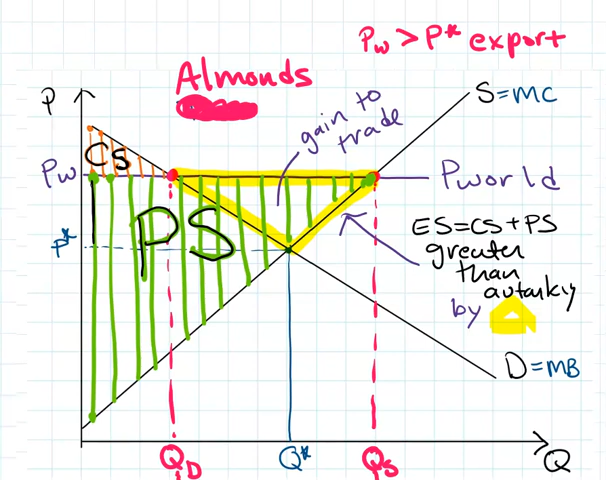 Pw > P* export
Almonds
P
S=MC
gain to
trade
CS
Pw
Pworld
PS
P*
ES=CS+PS
greater
than
autarky
by
D=MB
QD
Q*
QS
Q